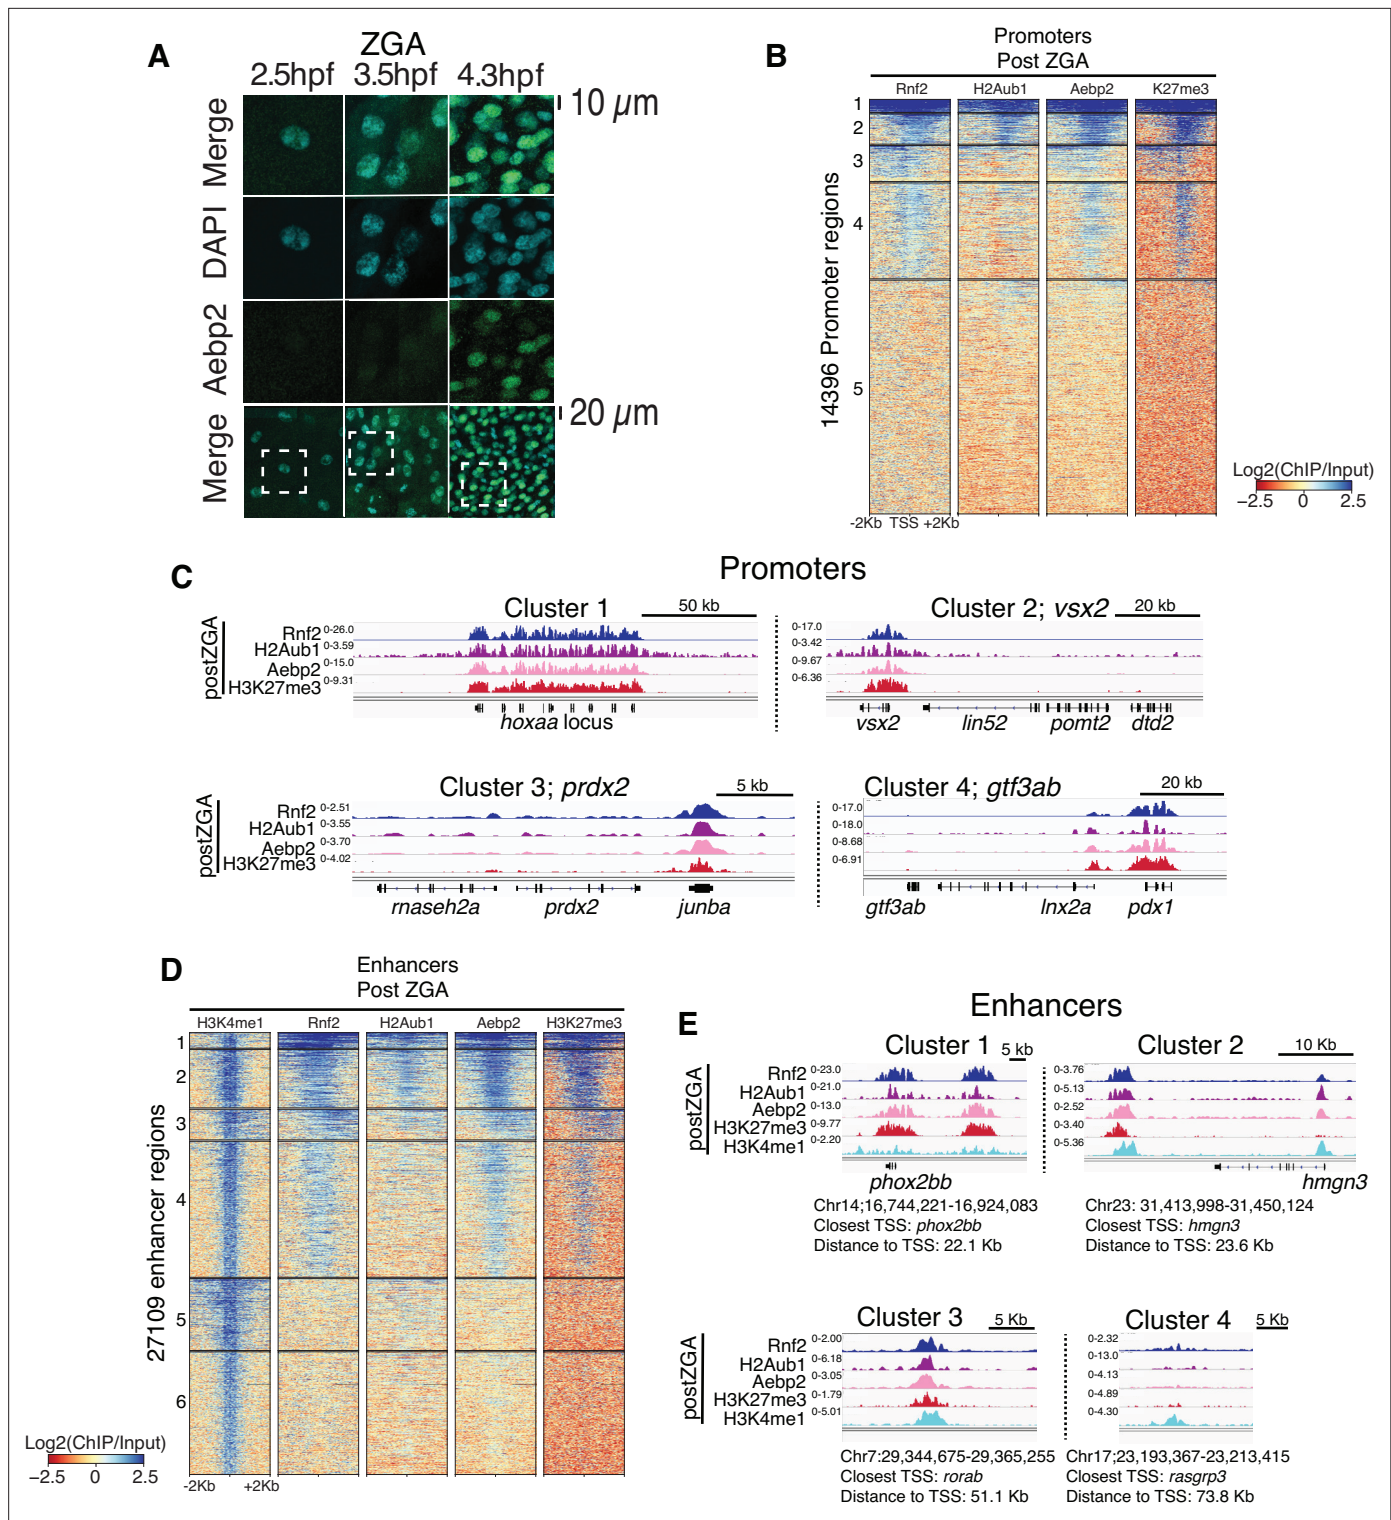 A
ZGA
2.5hpf 3.5hpf 4.3hpf
Merge
10 µm
DAPI
Aebp2
Merge
20 µm
B
Promoters
Post ZGA
Rnf2 H2Aub1 Aebp2 K27me3
1
2
3
4
5
14396 Promoter regions
-2Kb TSS +2Kb
Log2(ChIP/Input)
−2.5 0 2.5
C
Promoters
Cluster 1
50 kb
postZGA
Rnf2 0-26.0
H2Aub1 0-3.59
Aebp2 0-15.0
H3K27me3 0-9.31
hoxaa locus
Cluster 2; vsx2
20 kb
0-17.0
0-3.42
0-9.67
0-6.36
vsx2 lin52 pomt2 dtd2
Cluster 3; prdx2
5 kb
postZGA
Rnf2 0-2.51
H2Aub1 0-3.55
Aebp2 0-3.70
H3K27me3 0-4.02
rnaseh2a prdx2 junba
Cluster 4; gtf3ab
20 kb
0-17.0
0-18.0
0-8.68
0-6.91
gtf3ab lnx2a pdx1
D
Enhancers
Post ZGA
H3K4me1 Rnf2 H2Aub1 Aebp2 H3K27me3
1
2
3
4
5
6
27109 enhancer regions
-2Kb +2Kb
Log2(ChIP/Input)
−2.5 0 2.5
E
Enhancers
Cluster 1
5 kb
postZGA
Rnf2 0-23.0
H2Aub1 0-21.0
Aebp2 0-13.0
H3K27me3 0-9.77
H3K4me1 0-2.20
phox2bb
Chr14;16,744,221-16,924,083
Closest TSS: phox2bb
Distance to TSS: 22.1 Kb
Cluster 2
10 Kb
0-3.76
0-5.13
0-2.52
0-3.40
0-5.36
hmgn3
Chr23: 31,413,998-31,450,124
Closest TSS: hmgn3
Distance to TSS: 23.6 Kb
Cluster 3
5 Kb
postZGA
Rnf2 0-2.00
H2Aub1 0-6.18
Aebp2 0-3.05
H3K27me3 0-1.79
H3K4me1 0-5.01
Chr7:29,344,675-29,365,255
Closest TSS: rorab
Distance to TSS: 51.1 Kb
Cluster 4
5 Kb
0-2.32
0-13.0
0-4.13
0-4.89
0-4.30
Chr17;23,193,367-23,213,415
Closest TSS: rasgrp3
Distance to TSS: 73.8 Kb